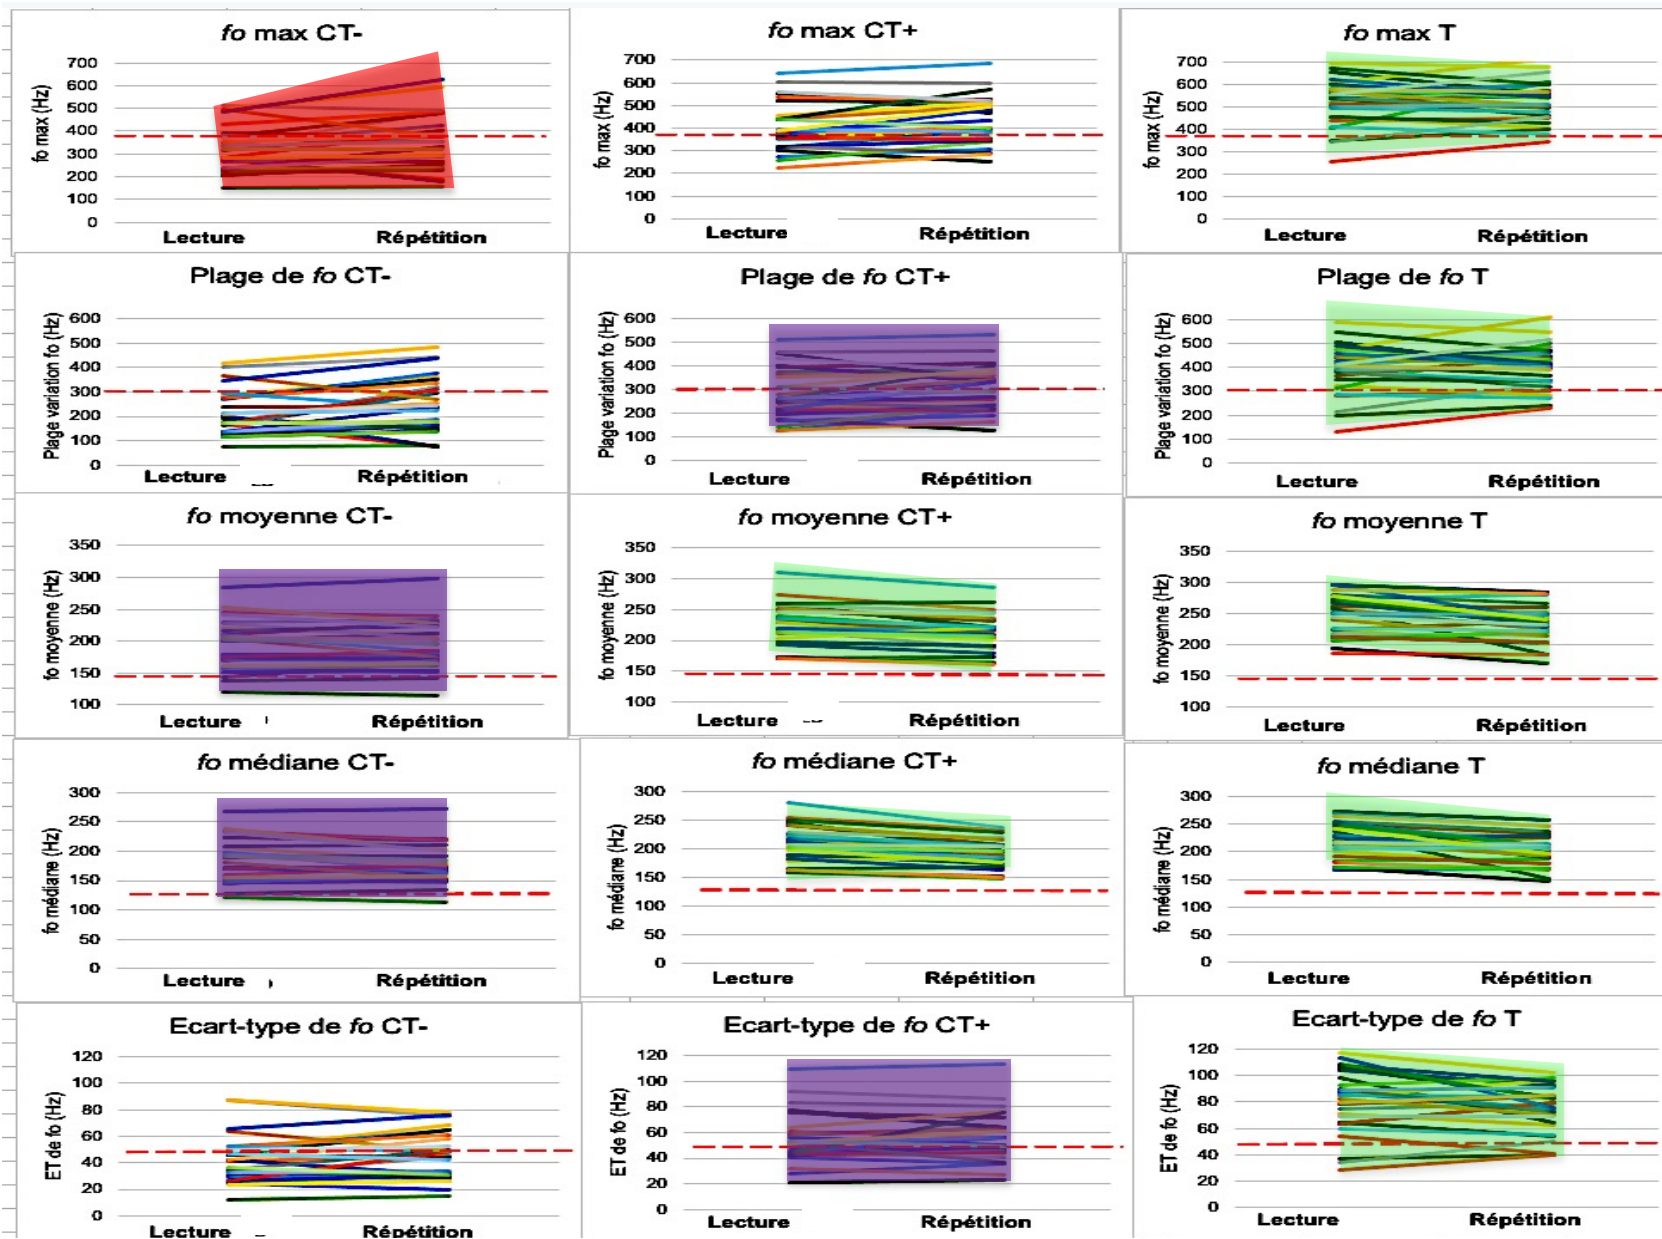 fo max CT-
fo max (Hz)
700
600
500
400
300
200
100
0
Lecture Répétition
fo max CT+
fo max (Hz)
700
600
500
400
300
200
100
0
Lecture Répétition
fo max T
fo max (Hz)
700
600
500
400
300
200
100
0
Lecture Répétition
Plage de fo CT-
Plage variation fo (Hz)
600
500
400
300
200
100
0
Lecture Répétition
Plage de fo CT+
Plage variation fo (Hz)
600
500
400
300
200
100
0
Lecture Répétition
Plage de fo T
Plage variation fo (Hz)
600
500
400
300
200
100
0
Lecture Répétition
fo moyenne CT-
fo moyenne (Hz)
350
300
250
200
150
100
Lecture Répétition
fo moyenne CT+
fo moyenne (Hz)
350
300
250
200
150
100
Lecture Répétition
fo moyenne T
fo moyenne (Hz)
350
300
250
200
150
100
Lecture Répétition
fo médiane CT-
fo médiane (Hz)
300
250
200
150
100
50
0
Lecture Répétition
fo médiane CT+
fo médiane (Hz)
300
250
200
150
100
50
0
Lecture Répétition
fo médiane T
fo médiane (Hz)
300
250
200
150
100
50
0
Lecture Répétition
Ecart-type de fo CT-
ET de fo (Hz)
120
100
80
60
40
20
0
Lecture Répétition
Ecart-type de fo CT+
ET de fo (Hz)
120
100
80
60
40
20
0
Lecture Répétition
Ecart-type de fo T
ET de fo (Hz)
120
100
80
60
40
20
0
Lecture Répétition